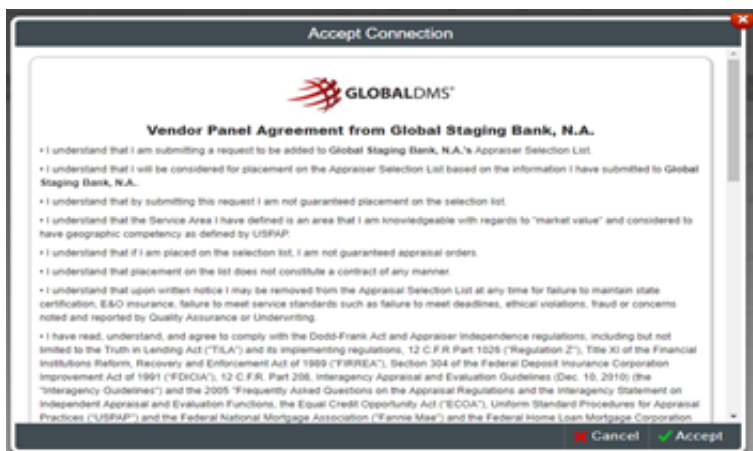 Accept Connection
GLOBALDMS
Vendor Panel Agreement from Global Staging Bank, N.A.
• I understand that I am submitting a request to be added to Global Staging Bank, N.A.'s Appraiser Selection List.
• I understand that I will be considered for placement on the Appraiser Selection List based on the information I have submitted to Global
Staging Bank, N.A..
• I understand that by submitting this request I am not guaranteed placement on the selection list.
• I understand that the Service Area I have defined is an area that I am knowledgeable with regards to "market value" and considered to
have geographic competency as defined by USPAP.
• I understand that if I am placed on the selection list, I am not guaranteed appraisal orders.
• I understand that placement on the list does not constitute a contract of any manner.
• I understand that upon written notice I may be removed from the Appraisal Selection List at any time for failure to maintain state
certification, E&O insurance, failure to meet service standards such as failure to meet deadlines, ethical violations, fraud or concerns
noted and reported by Quality Assurance or Underwriting.
• I have read, understand, and agree to comply with the Dodd-Frank Act and Appraiser Independence regulations, including but not
limited to the Truth in Lending Act ("TILA") and its implementing regulations, 12 C.F.R Part 1026 ("Regulation Z"), Title XI of the Financial
Institutions Reform, Recovery and Enforcement Act of 1989 ("FIRREA"), Section 304 of the Federal Deposit Insurance Corporation
Improvement Act of 1991 ("FDICIA"), 12 C.F.R. Part 208, Interagency Appraisal and Evaluation Guidelines (Dec. 10, 2010) (the
"Interagency Guidelines") and the 2005 "Frequently Asked Questions on the Appraisal Regulations and the Interagency Statement on
Independent Appraisal and Evaluation Functions, the Equal Credit Opportunity Act ("ECOA"), Uniform Standard Procedures for Appraisal
Practices ("USPAP") and the Federal National Mortgage Association ("Fannie Mae") and the Federal Home Loan Mortgage Corporation
Cancel Accept